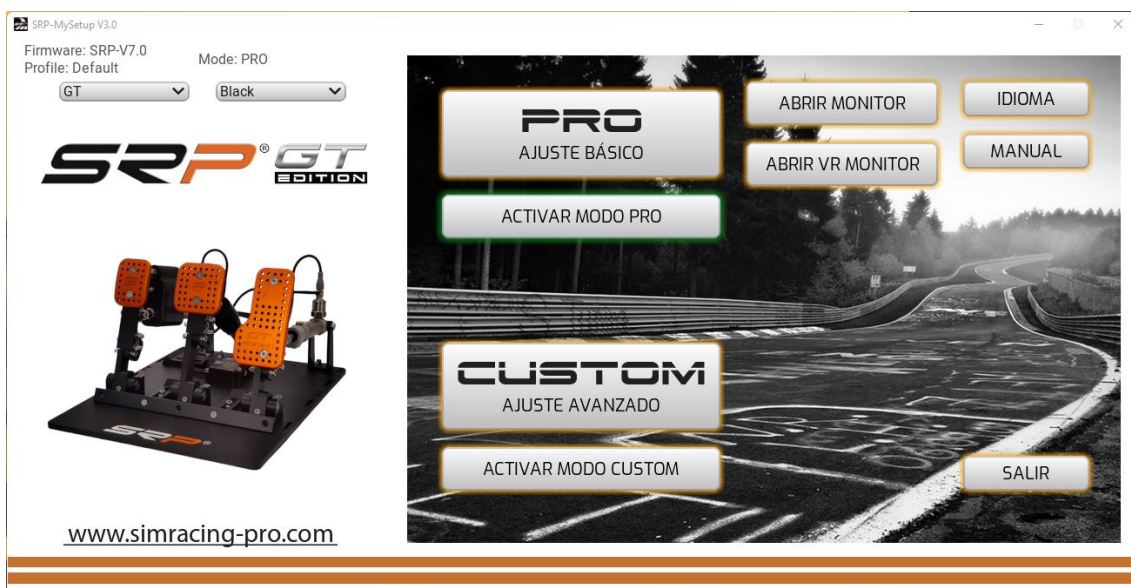 SRP-MySetup V3.0
Firmware: SRP-V7.0
Profile: Default
Mode: PRO
GT
Black
SRP® GT
EDITION
SRP®
www.simracing-pro.com
PRO
AJUSTE BÁSICO
ACTIVAR MODO PRO
ABRIR MONITOR
ABRIR VR MONITOR
IDIOMA
MANUAL
CUSTOM
AJUSTE AVANZADO
ACTIVAR MODO CUSTOM
SALIR